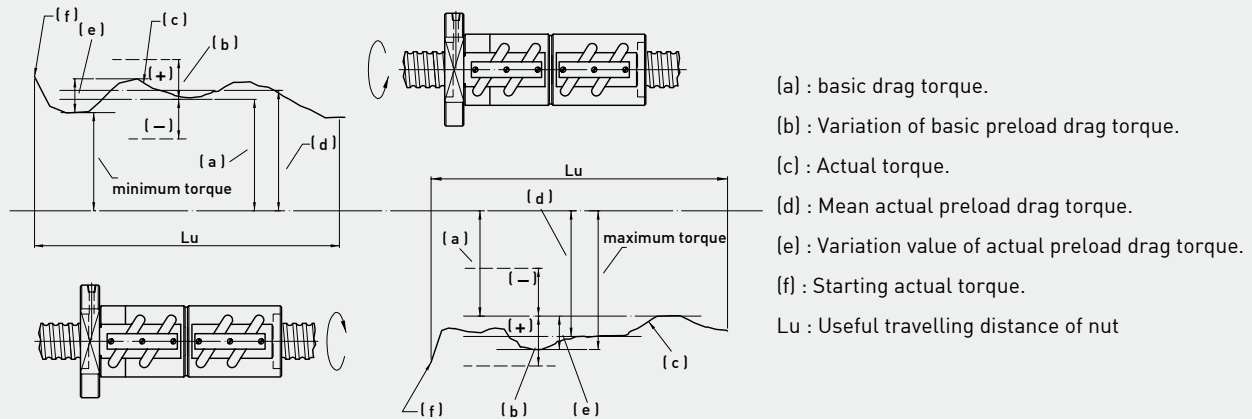 (f)
(c)
(e)
(b)
(+)
(−)
(a)
(d)
minimum torque
Lu
Lu
(d)
(a)
maximum torque
(−)
(+)
(c)
(f)
(b)
(e)
(a) : basic drag torque.
(b) : Variation of basic preload drag torque.
(c) : Actual torque.
(d) : Mean actual preload drag torque.
(e) : Variation value of actual preload drag torque.
(f) : Starting actual torque.
Lu : Useful travelling distance of nut